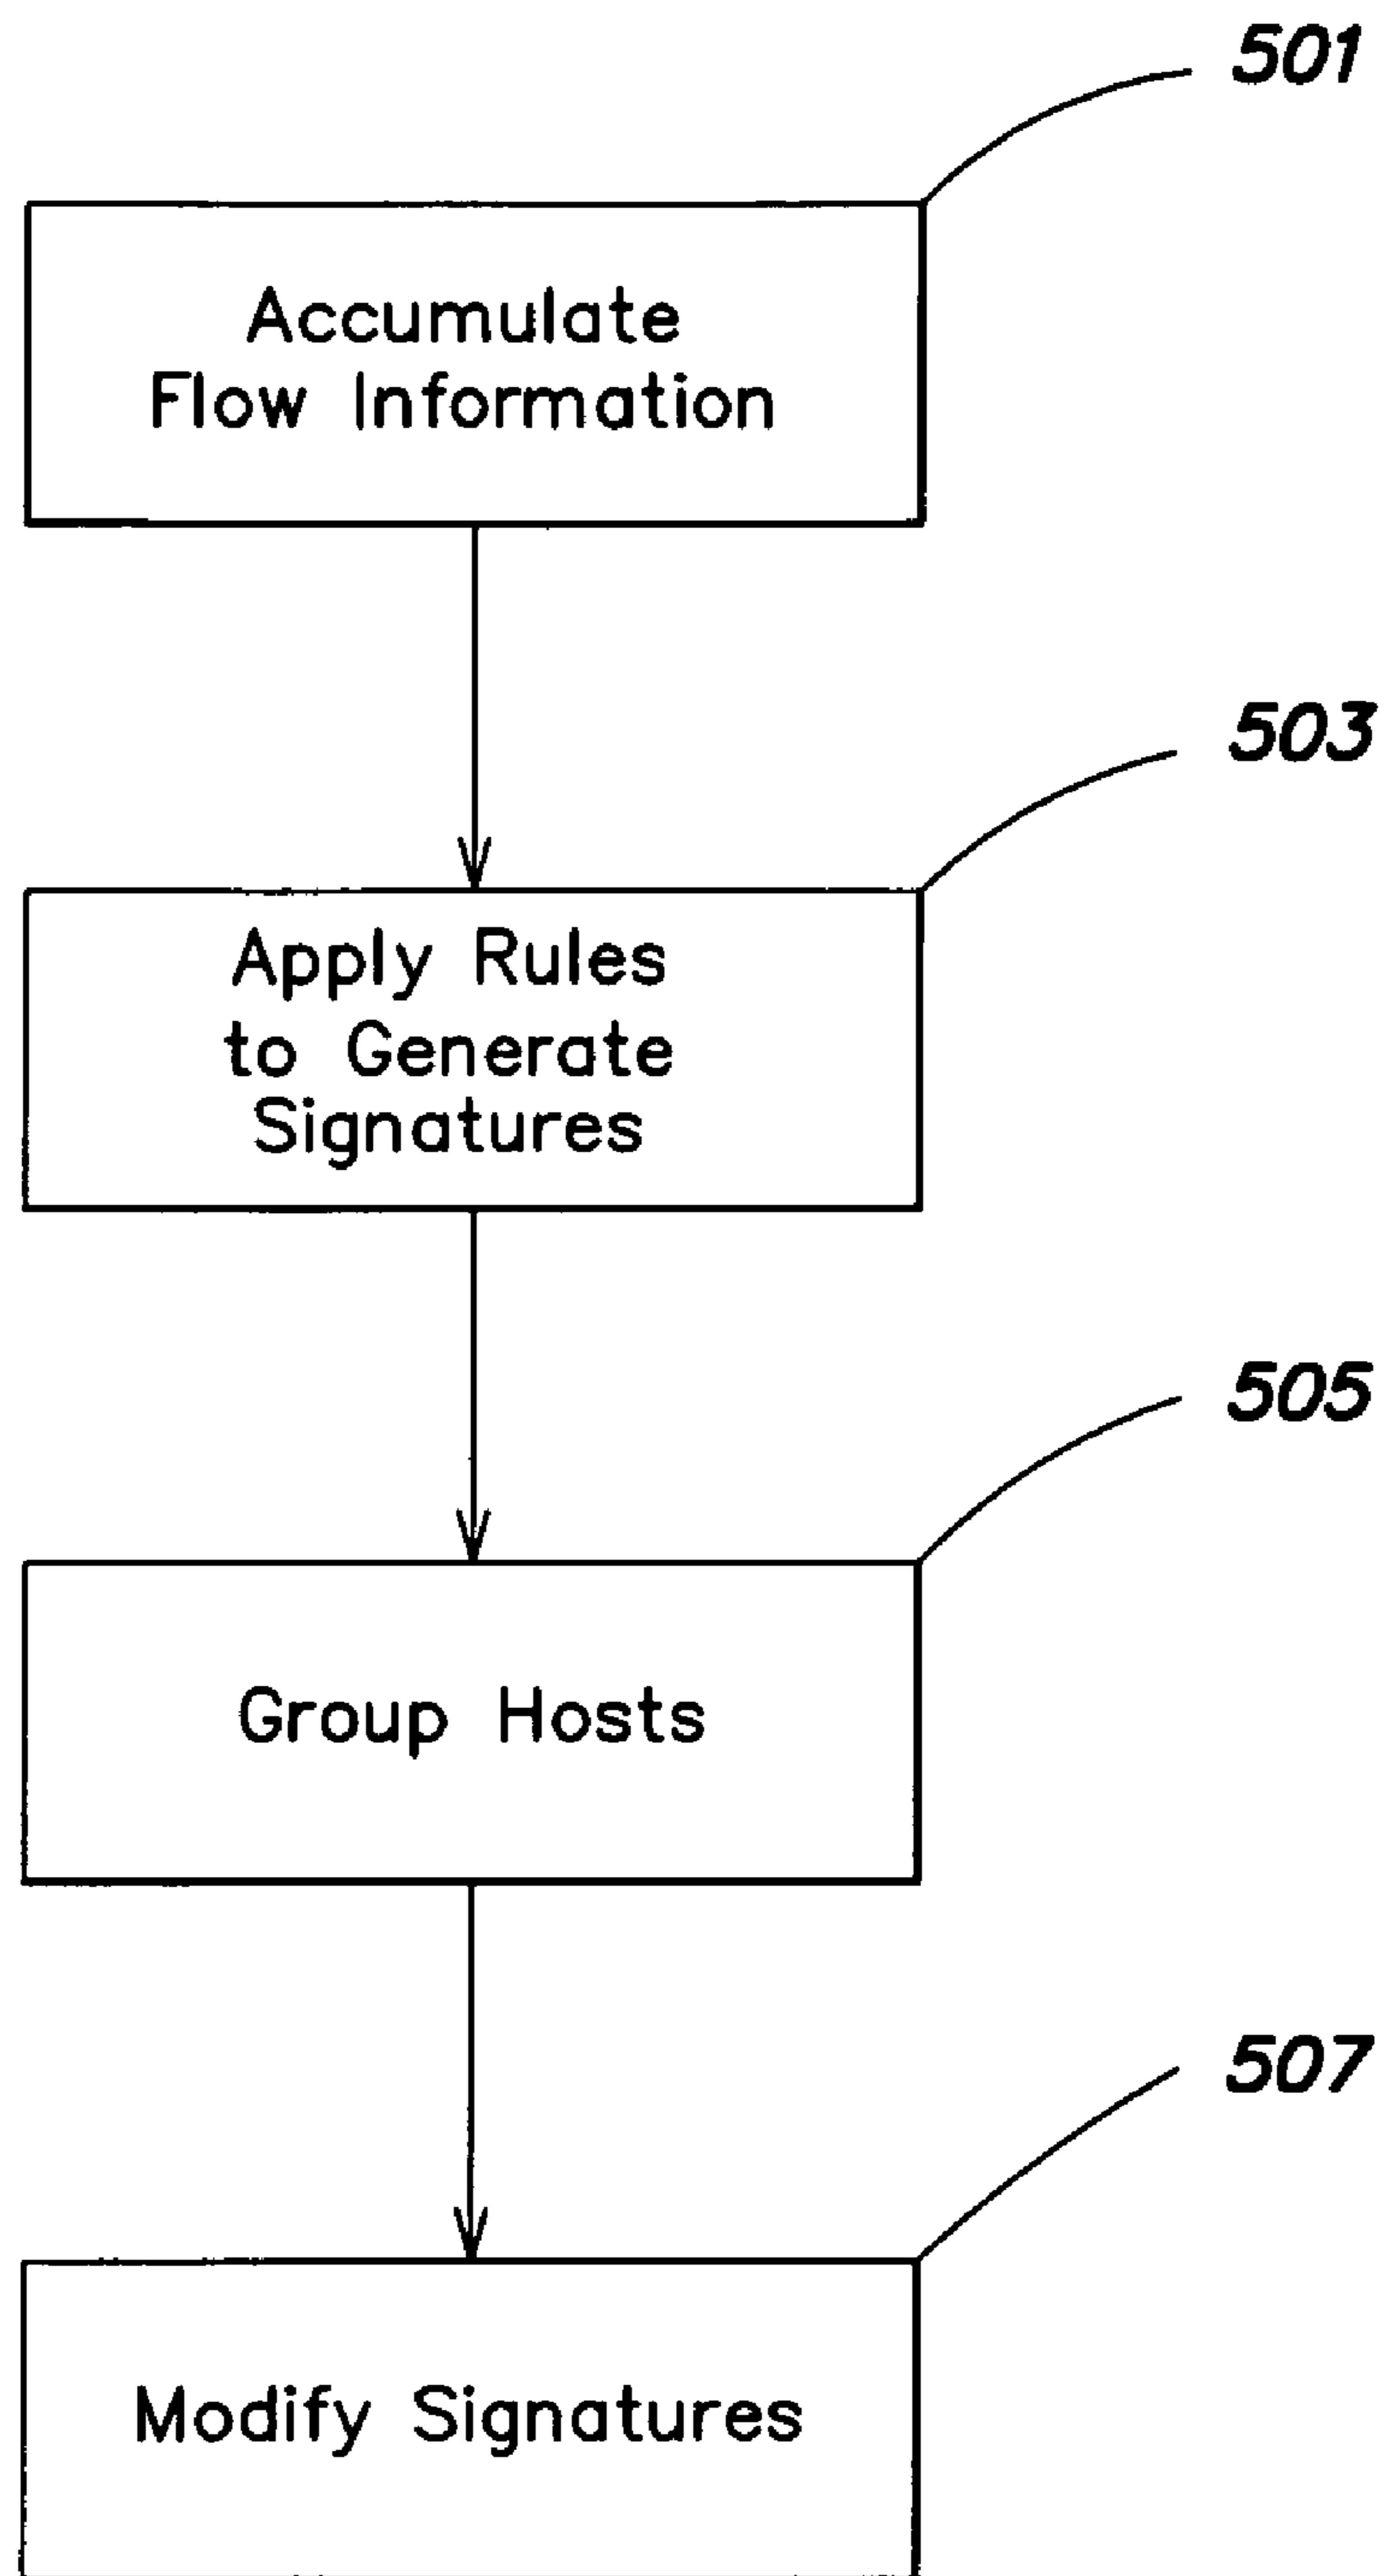 501
Accumulate
Flow Information
503
Apply Rules
to Generate
Signatures
505
Group Hosts
507
Modify Signatures